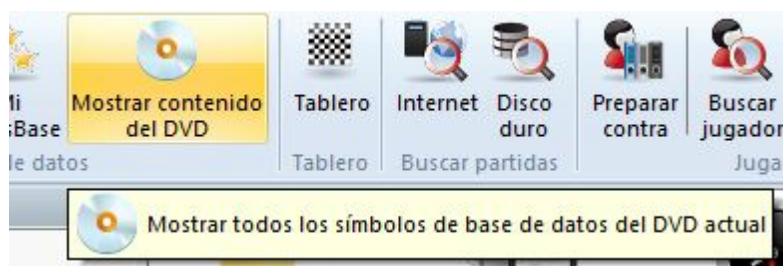 Mi Mostrar contenido Tablero Internet Disco Preparar Buscar
sBase del DVD duro contra jugador
de datos Tablero Buscar partidas Juga
Mostrar todos los símbolos de base de datos del DVD actual